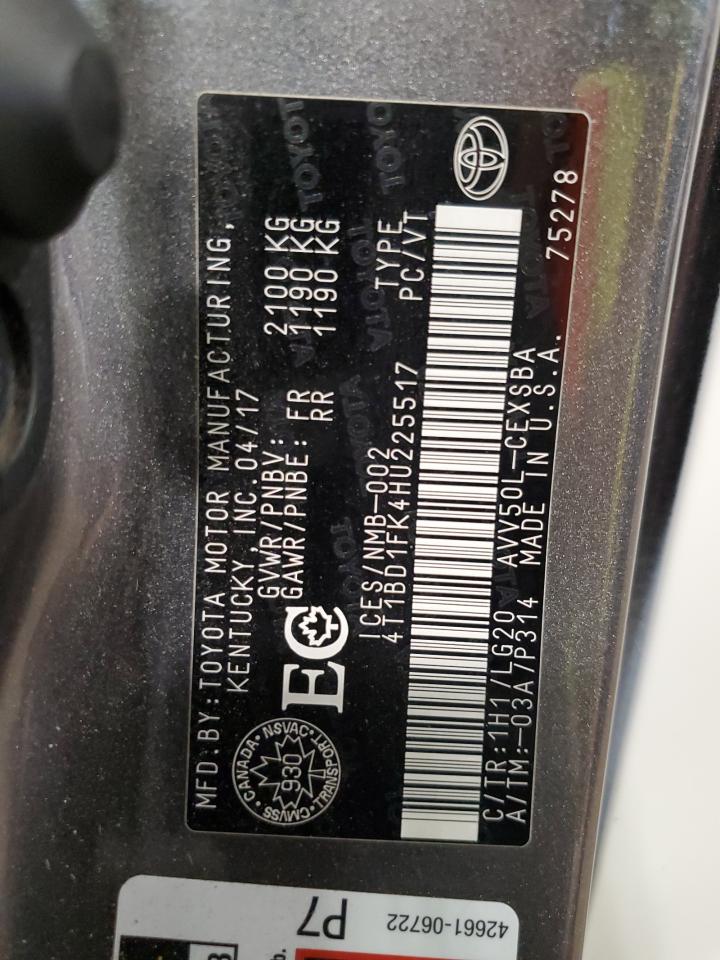 MFD.BY:TOYOTA MOTOR MANUFACTURING,
KENTUCKY,INC.04/17
GVWR/PNBV: 2100 KG
GAWR/PNBE: FR 1190 KG
RR 1190 KG
EC
CANADA • NSVAC • TRANSPORT • CMVSS
930
ICES/NMB-002 TYPE
4T1BD1FK4HU225517 PC/VT
C/TR:1H1/LG20 AVV50L-CEXSBA
A/TM:-03A/P314 MADE IN U.S.A.
75278
P7
42661-06722